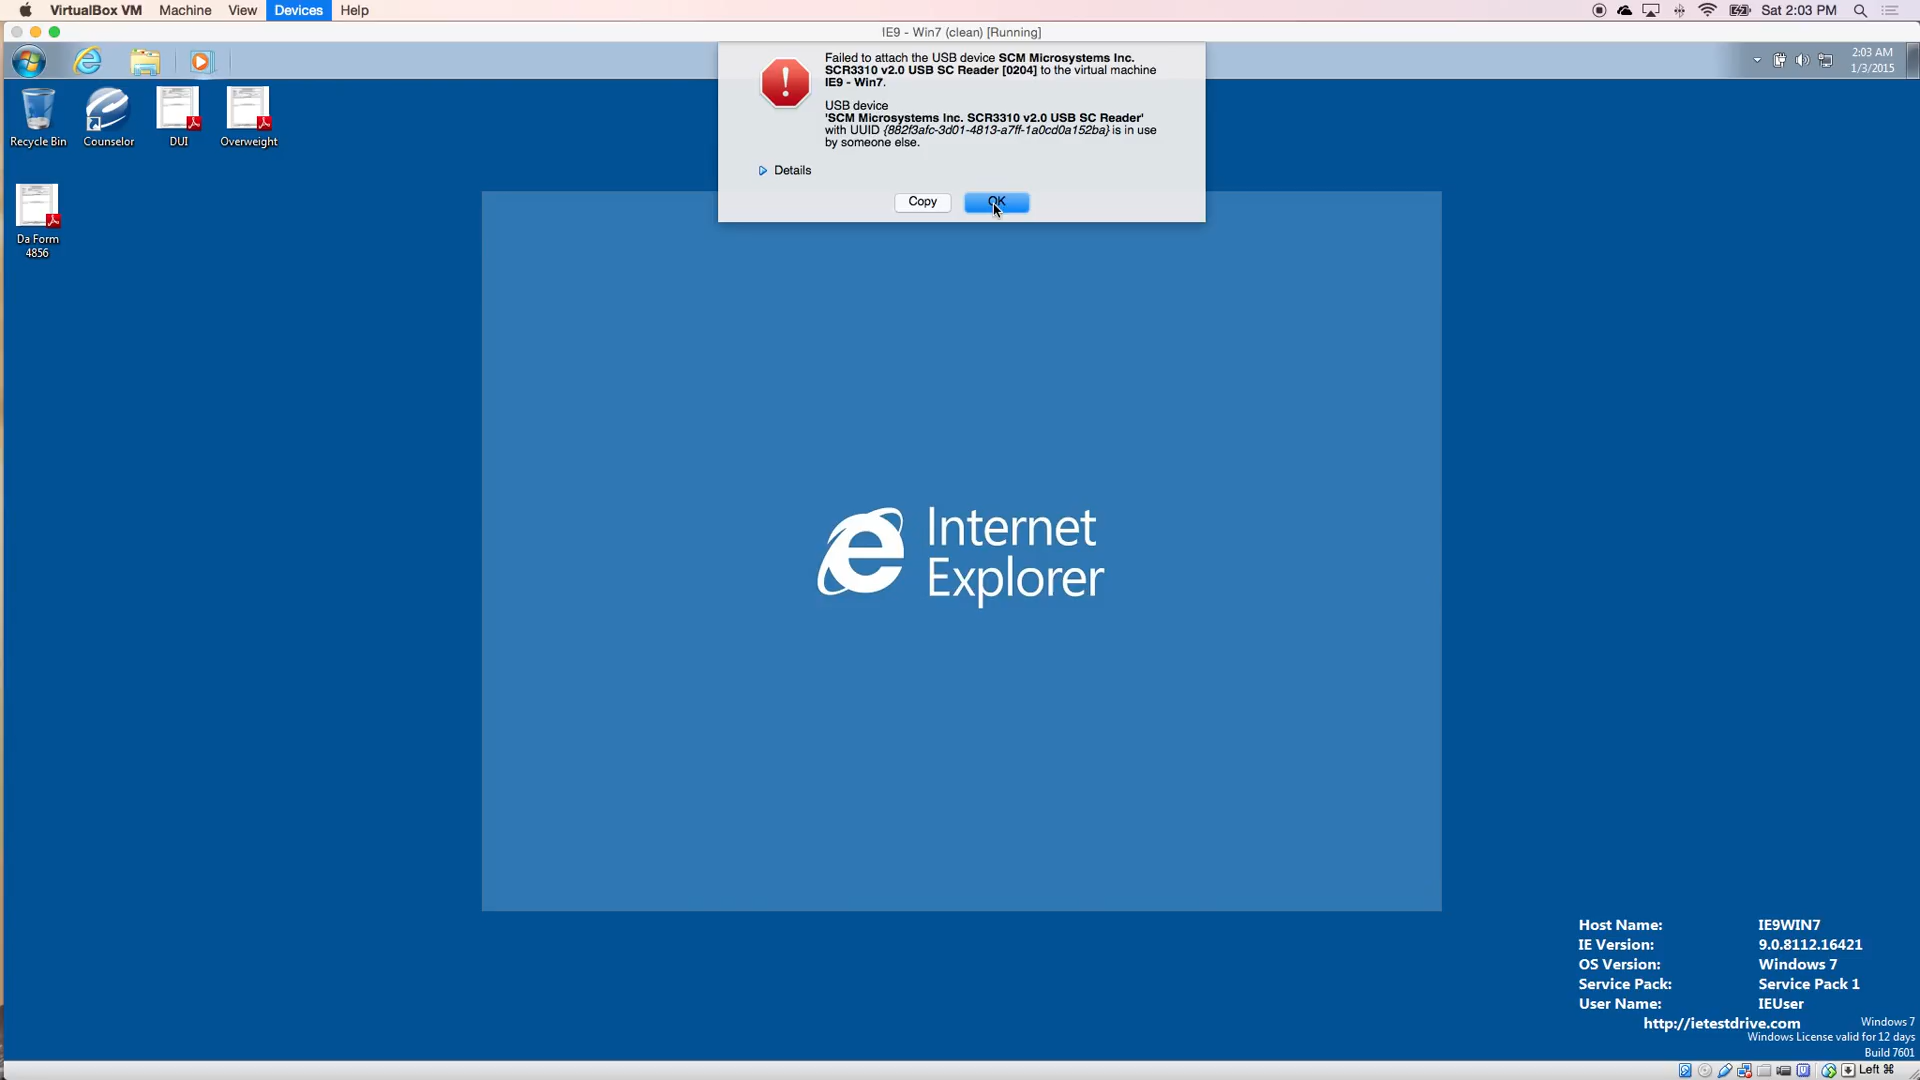 VirtualBox VM Machine View Devices Help
Sat 2:03 PM
IE9 - Win7 (clean) [Running]
2:03 AM
1/3/2015
Failed to attach the USB device SCM Microsystems Inc.
SCR3310 v2.0 USB SC Reader [0204] to the virtual machine
IE9 - Win7.
USB device
'SCM Microsystems Inc. SCR3310 v2.0 USB SC Reader'
with UUID {882f3afc-3d01-4813-a7ff-1a0cd0a152ba} is in use
by someone else.
Details
Copy OK
Recycle Bin Counselor DUI Overweight
Da Form
4856
Internet
Explorer
Host Name: IE9WIN7
IE Version: 9.0.8112.16421
OS Version: Windows 7
Service Pack: Service Pack 1
User Name: IEUser
http://ietestdrive.com
Windows 7
Windows License valid for 12 days
Build 7601
Left ⌘